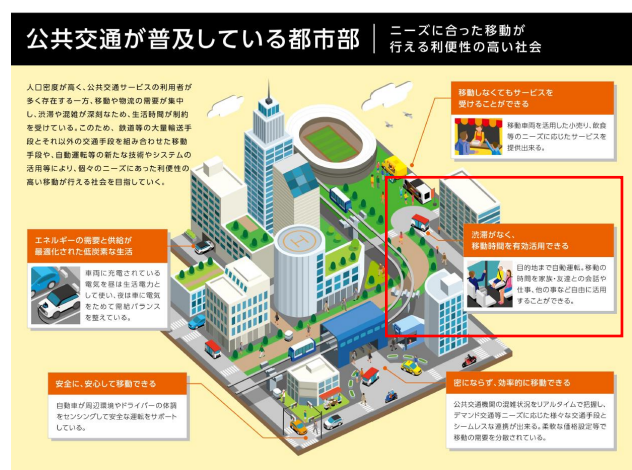 公共交通が普及している都市部
ニーズに合った移動が
行える利便性の高い社会
人口密度が高く、公共交通サービスの利用者が
多く存在する一方、移動や物流の需要が集中
し、渋滞や混雑が深刻なため、生活時間が制約
を受けている。このため、鉄道等の大量輸送手
段とそれ以外の交通手段を組み合わせた移動
手段や、自動運転等の新たな技術やシステムの
活用等により、個々のニーズにあった利便性の
高い移動が行える社会を目指していく。
移動しなくてもサービスを
受けることができる
移動車両を活用した小売り、飲食
等のニーズに応じたサービスを
提供出来る。
渋滞がなく、
移動時間を有効活用できる
目的地まで自動運転。移動の
時間を家族・友達との会話や
仕事、他の事など自由に活用
することができる。
エネルギーの需要と供給が
最適化された低炭素な生活
車両に充電されている
電気を昼は生活電力と
して使い、夜は車に電気
をためて需給バランス
を整えている。
安全に、安心して移動できる
自動車が周辺環境やドライバーの体調
をセンシングして安全な運転をサポート
している。
密にならず、効率的に移動できる
公共交通機関の混雑状況をリアルタイムで把握し、
デマンド交通等ニーズに応じた様々な交通手段と
シームレスな連携が出来る。柔軟な価格設定等で
移動の需要を分散されている。
H